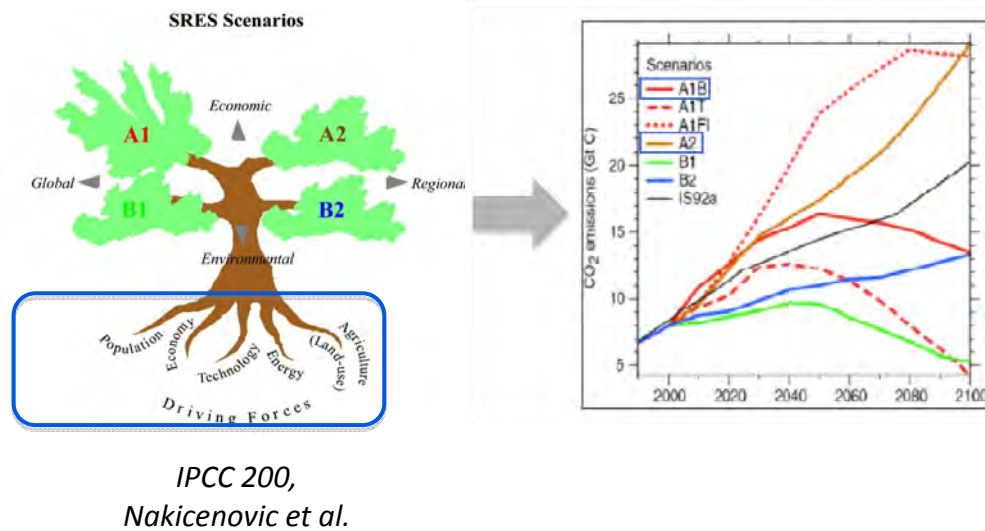 SRES Scenarios
Economic
A1
A2
Global
Regional
B1
B2
Environmental
Population
Economy
Technology
Energy
Agriculture
(Land-use)
Driving Forces
IPCC 200,
Nakicenovic et al.
Scenarios
A1B
A1T
A1FI
A2
B1
B2
IS92a
CO2 emissions (Gt C)
25
20
15
10
5
2000
2020
2040
2060
2080
2100